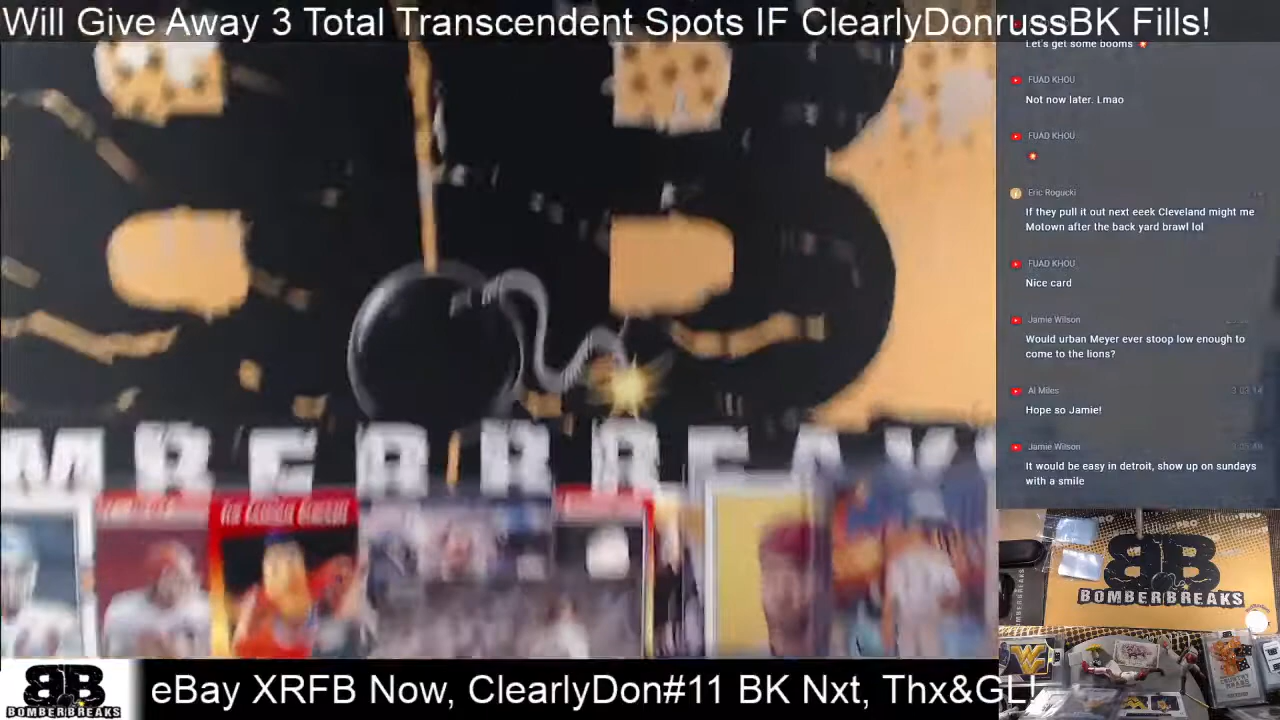 Will Give Away 3 Total Transcendent Spots IF ClearlyDonrussBK Fills!
Let's get some booms
FUAD KHOU
Not now later. Lmao
FUAD KHOU
Eric Rogucki
If they pull it out next eeek Cleveland might me
Motown after the back yard brawl lol
FUAD KHOU
Nice card
Jamie Wilson
Would urban Meyer ever stoop low enough to
come to the lions?
Al Miles
Hope so Jamie!
Jamie Wilson
It would be easy in detroit, show up on sundays
with a smile
MBERBREAK
BB
BOMBERBREAKS
BB
BOMBERBREAKS
eBay XRFB Now, ClearlyDon#11 BK Nxt, Thx&GL!